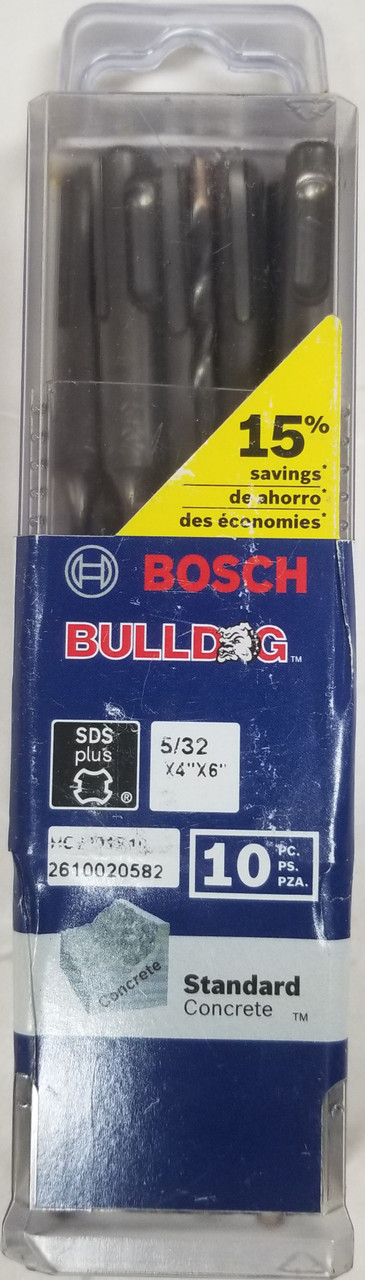 15%
savings*
de ahorro*
des économies*
BOSCH
BULLDOG™
SDS
plus
®
5/32
X4"X6"
2610020582
10
PC.
PS.
PZA.
Concrete
Standard
Concrete ™